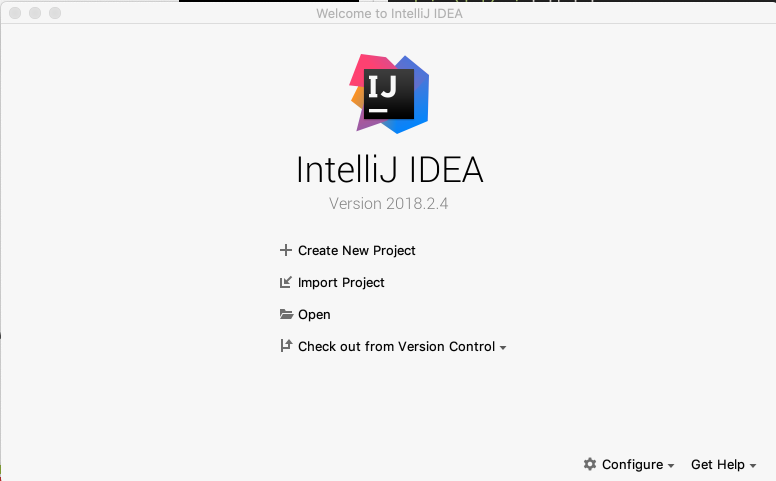 Welcome to IntelliJ IDEA
IJ
IntelliJ IDEA
Version 2018.2.4
Create New Project
Import Project
Open
Check out from Version Control
Configure
Get Help